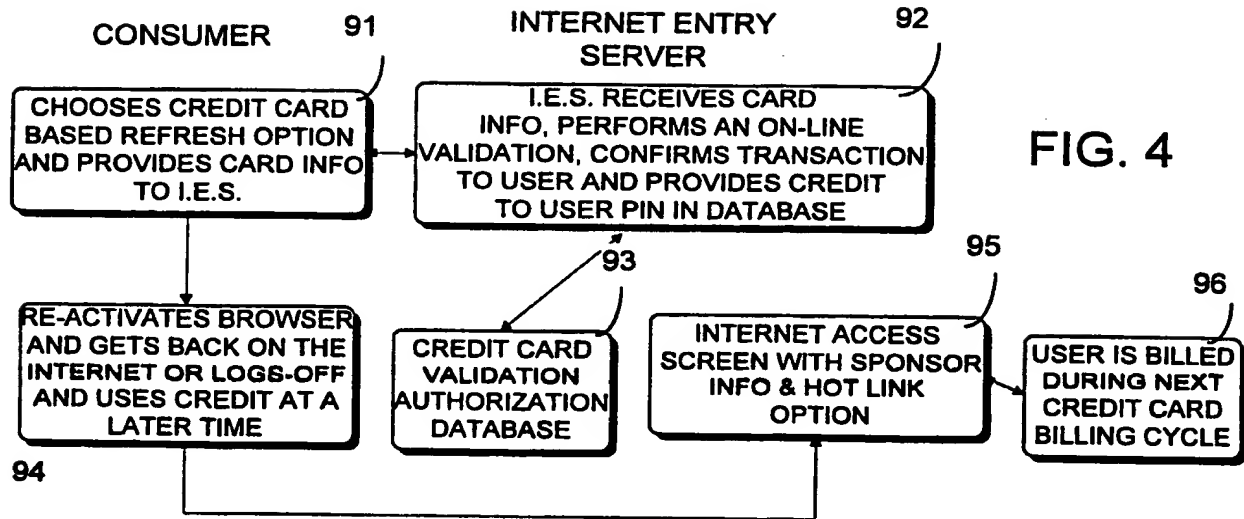 CONSUMER
91
INTERNET ENTRY
SERVER
92
CHOOSES CREDIT CARD
BASED REFRESH OPTION
AND PROVIDES CARD INFO
TO I.E.S.
I.E.S. RECEIVES CARD
INFO, PERFORMS AN ON-LINE
VALIDATION, CONFIRMS TRANSACTION
TO USER AND PROVIDES CREDIT
TO USER PIN IN DATABASE
FIG. 4
RE-ACTIVATES BROWSER
AND GETS BACK ON THE
INTERNET OR LOGS-OFF
AND USES CREDIT AT A
LATER TIME
94
93
CREDIT CARD
VALIDATION
AUTHORIZATION
DATABASE
95
INTERNET ACCESS
SCREEN WITH SPONSOR
INFO & HOT LINK
OPTION
96
USER IS BILLED
DURING NEXT
CREDIT CARD
BILLING CYCLE